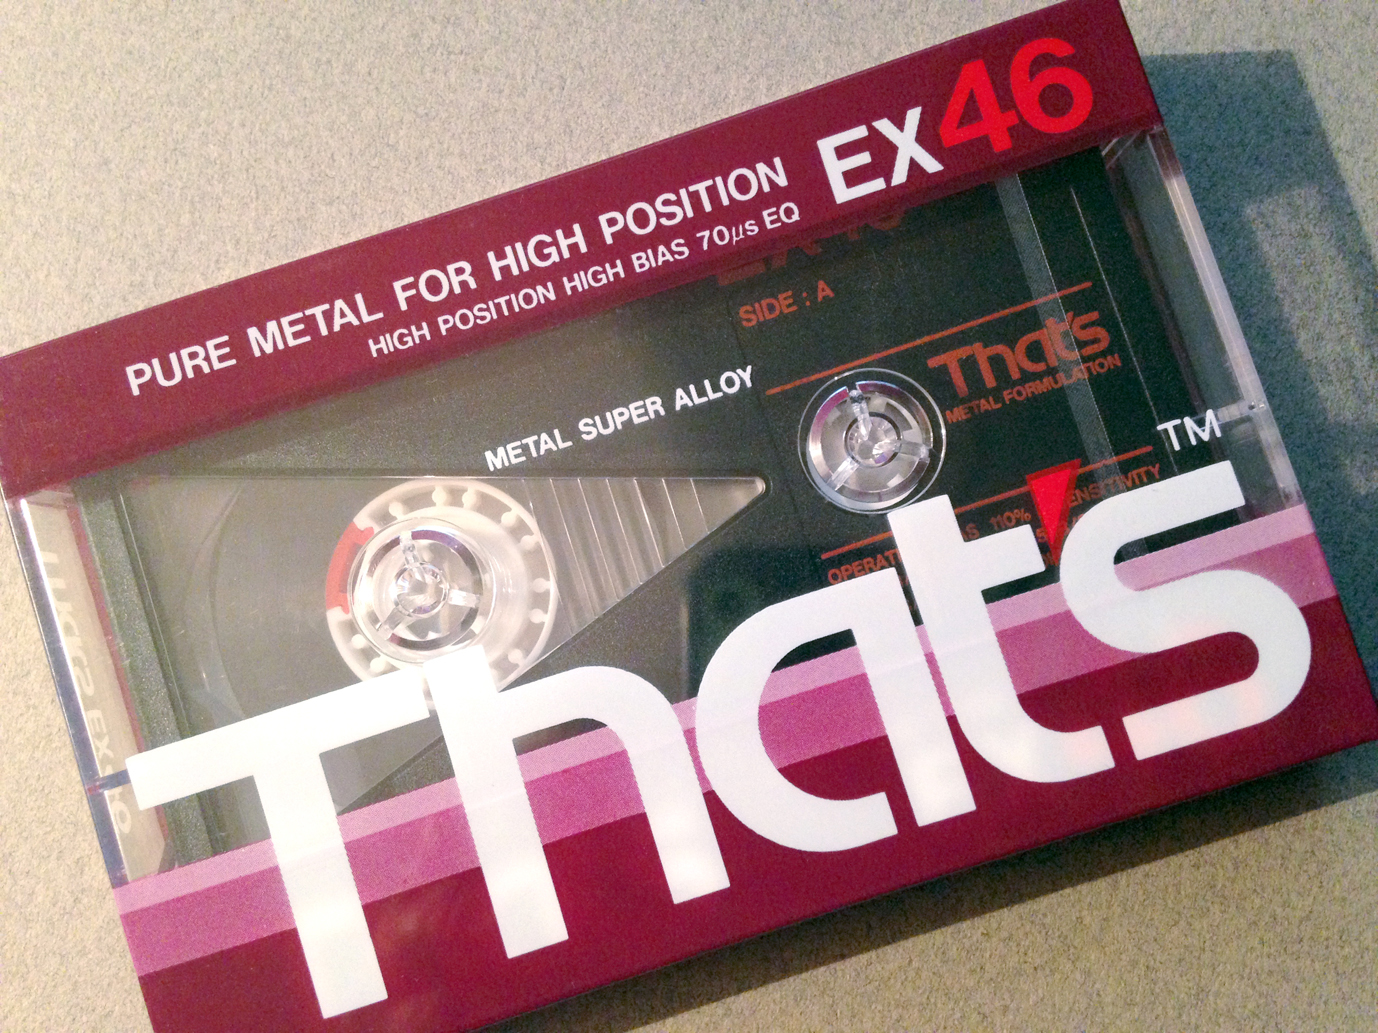 PURE METAL FOR HIGH POSITION EX46
HIGH POSITION HIGH BIAS 70µs EQ
SIDE : A
That's
METAL FORMULATION
METAL SUPER ALLOY
110%
TM
That's